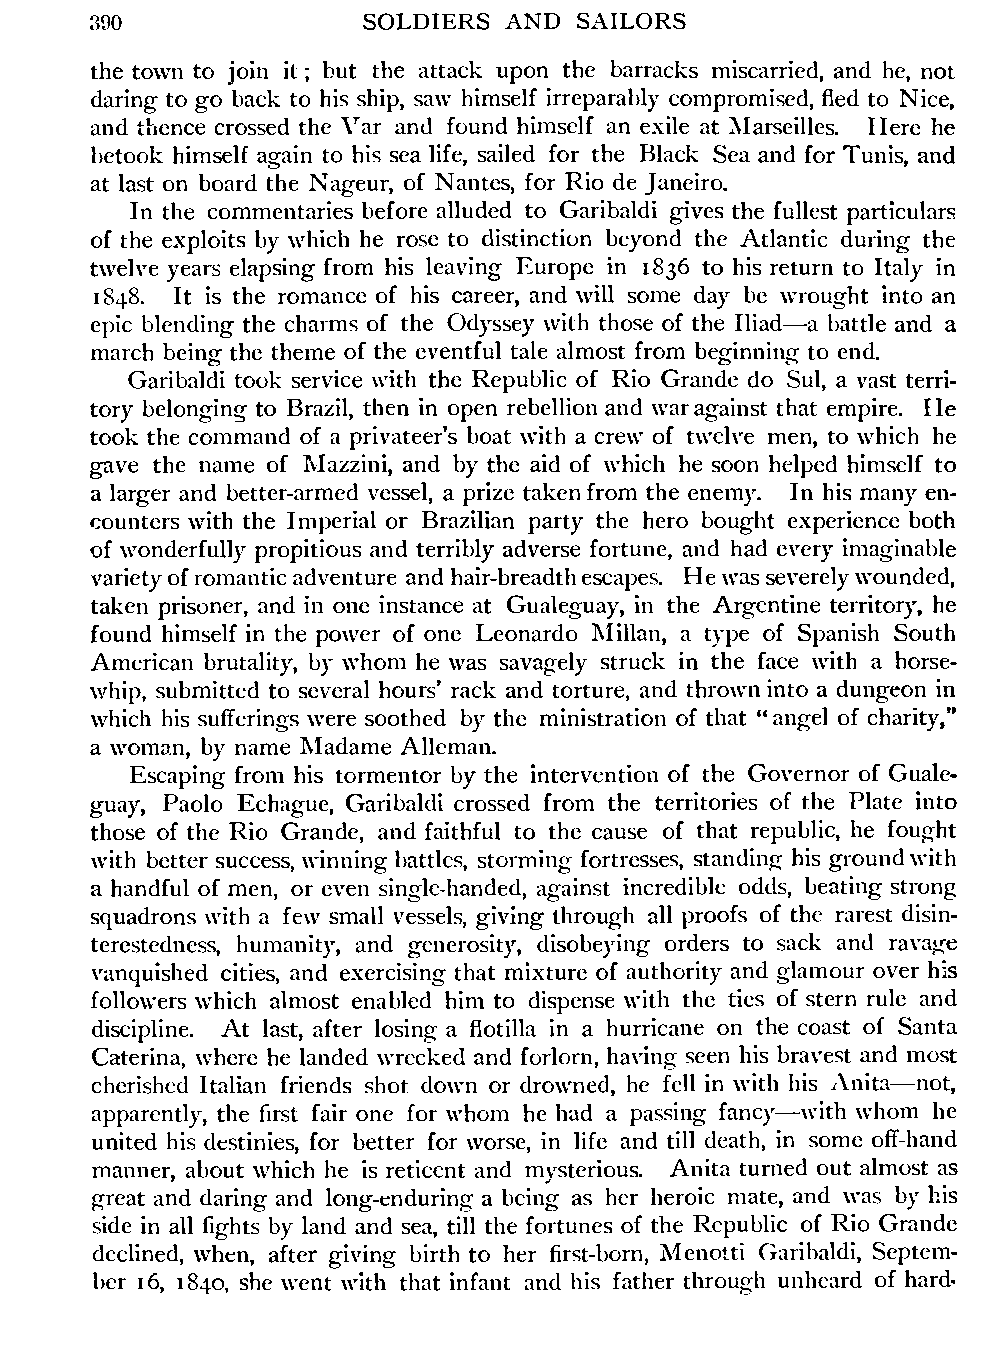 390 SOLDIERS AND SAILORS
the town to join it; but the attack upon the barracks miscarried, and he, not
daring to go back to his ship, saw himself irreparably compromised, fled to Nice,
and thence crossed the Var and found himself an exile at Marseilles. Here he
betook himself again to his sea life, sailed for the Black Sea and for Tunis, and
at last on board the Nageur, of Nantes, for Rio de Janeiro.
In the commentaries before alluded to Garibaldi gives the fullest particulars
of the exploits by which he rose to distinction beyond the Atlantic during the
twelve years elapsing from his leaving Europe in 1836 to his return to Italy in
1848. It is the romance of his career, and will some day be wrought into an
epic blending the charms of the Odyssey with those of the Iliad—a battle and a
march being the theme of the eventful tale almost from beginning to end.
Garibaldi took service with the Republic of Rio Grande do Sul, a vast terri-
tory belonging to Brazil, then in open rebellion and war against that empire. He
took the command of a privateer's boat with a crew of twelve men, to which he
gave the name of Mazzini, and by the aid of which he soon helped himself to
a larger and better-armed vessel, a prize taken from the enemy. In his many en-
counters with the Imperial or Brazilian party the hero bought experience both
of wonderfully propitious and terribly adverse fortune, and had every imaginable
variety of romantic adventure and hair-breadth escapes. He was severely wounded,
taken prisoner, and in one instance at Gualeguay, in the Argentine territory, he
found himself in the power of one Leonardo Millan, a type of Spanish South
American brutality, by whom he was savagely struck in the face with a horse-
whip, submitted to several hours' rack and torture, and thrown into a dungeon in
which his sufferings were soothed by the ministration of that "angel of charity,"
a woman, by name Madame Alleman.
Escaping from his tormentor by the intervention of the Governor of Guale-
guay, Paolo Echague, Garibaldi crossed from the territories of the Plate into
those of the Rio Grande, and faithful to the cause of that republic, he fought
with better success, winning battles, storming fortresses, standing his ground with
a handful of men, or even single-handed, against incredible odds, beating strong
squadrons with a few small vessels, giving through all proofs of the rarest disin-
terestedness, humanity, and generosity, disobeying orders to sack and ravage
vanquished cities, and exercising that mixture of authority and glamour over his
followers which almost enabled him to dispense with the ties of stern rule and
discipline. At last, after losing a flotilla in a hurricane on the coast of Santa
Caterina, where he landed wrecked and forlorn, having seen his bravest and most
cherished Italian friends shot down or drowned, he fell in with his Anita—not,
apparently, the first fair one for whom he had a passing fancy—with whom he
united his destinies, for better for worse, in life and till death, in some off-hand
manner, about which he is reticent and mysterious. Anita turned out almost as
great and daring and long-enduring a being as her heroic mate, and was by his
side in all fights by land and sea, till the fortunes of the Republic of Rio Grande
declined, when, after giving birth to her first-born, Menotti Garibaldi, Septem-
ber 16, 1840, she went with that infant and his father through unheard of hard-